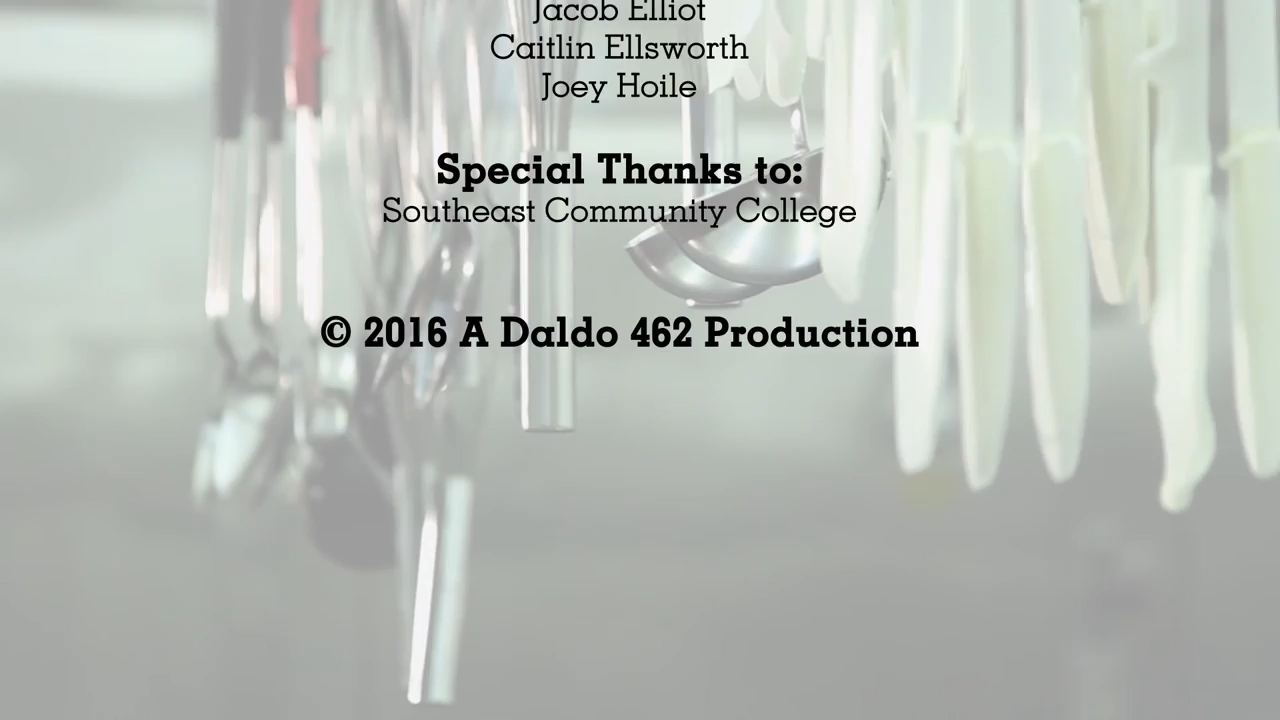 Jacob Elliot
Caitlin Ellsworth
Joey Hoile
Special Thanks to:
Southeast Community College
© 2016 A Daldo 462 Production